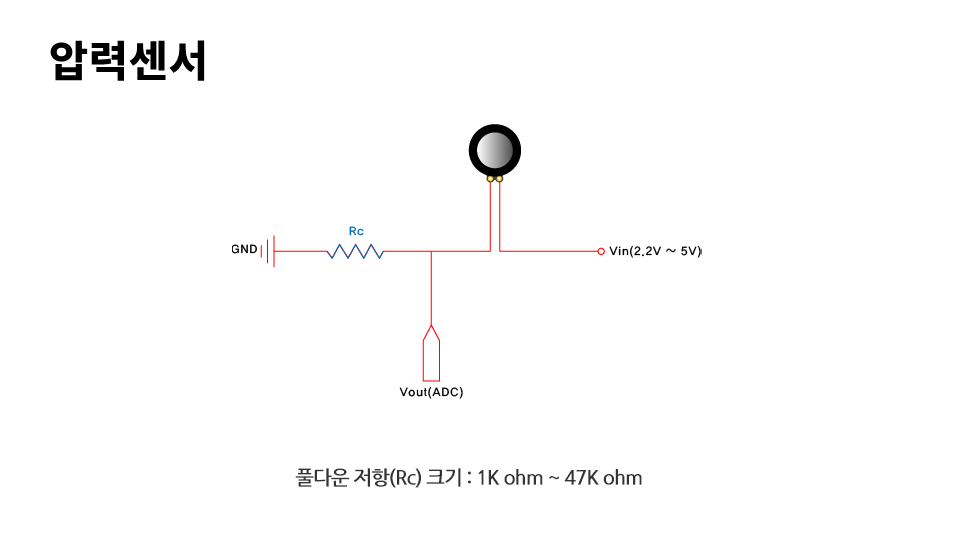 압력센서
Rc
GND
Vin(2.2V ~ 5V)
Vout(ADC)
풀다운 저항(Rc) 크기 : 1K ohm ~ 47K ohm